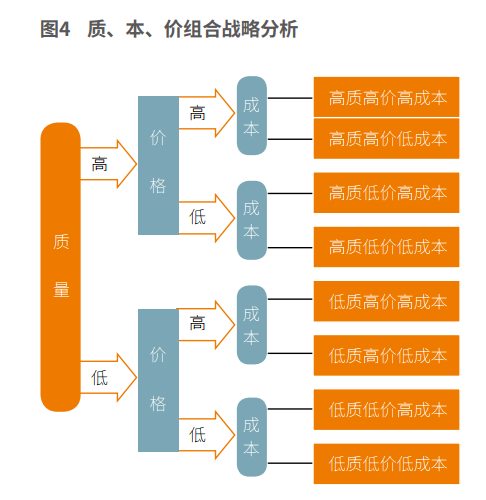 图4 质、本、价组合战略分析
质量
高
低
价格
价格
高
低
高
低
成本
成本
成本
成本
高质高价高成本
高质高价低成本
高质低价高成本
高质低价低成本
低质高价高成本
低质高价低成本
低质低价高成本
低质低价低成本